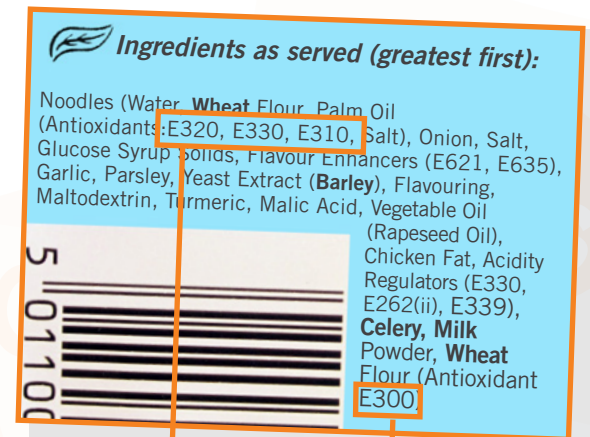 Ingredients as served (greatest first):
Noodles (Water, Wheat Flour, Palm Oil
(Antioxidants:E320, E330, E310, Salt), Onion, Salt,
Glucose Syrup Solids, Flavour Enhancers (E621, E635),
Garlic, Parsley, Yeast Extract (Barley), Flavouring,
Maltodextrin, Turmeric, Malic Acid, Vegetable Oil
(Rapeseed Oil),
Chicken Fat, Acidity
Regulators (E330,
E262(ii), E339),
Celery, Milk
Powder, Wheat
Flour (Antioxidant
E300)
5 01100